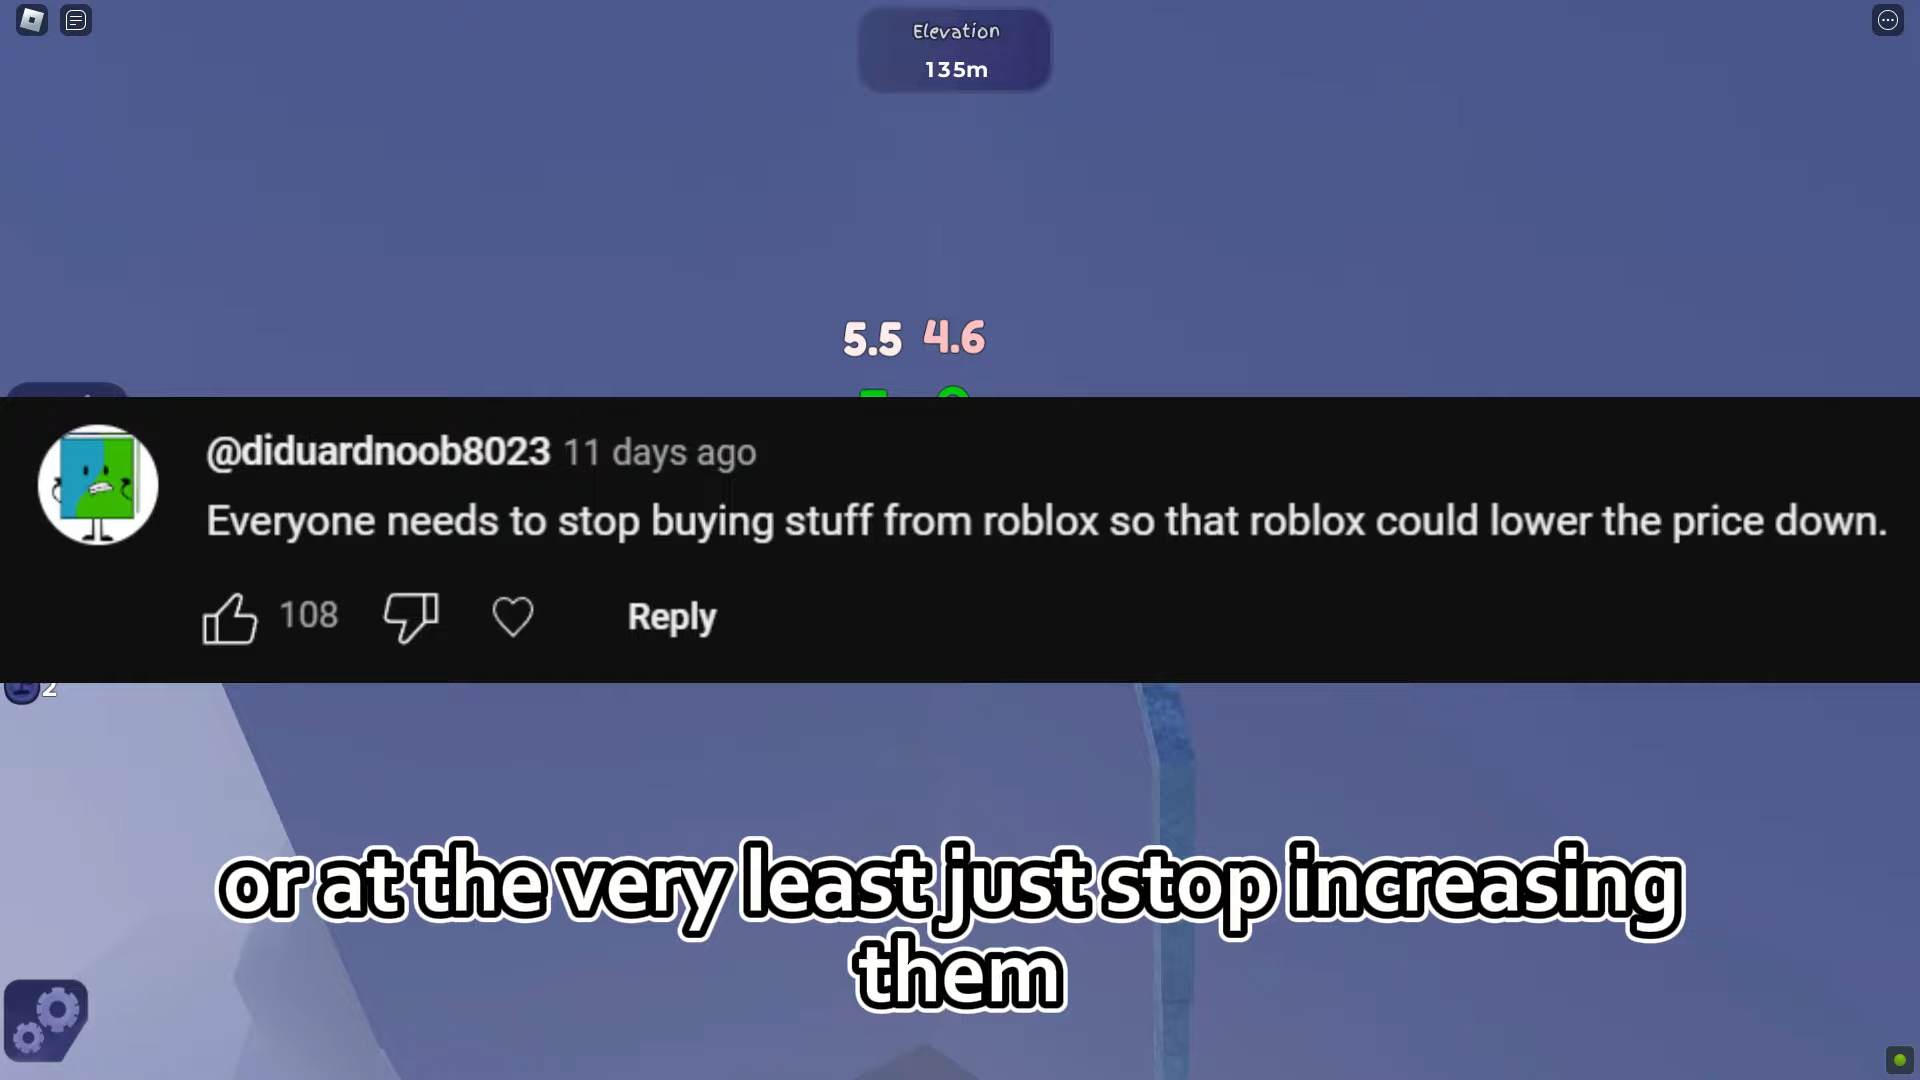 Elevation
135m
5.5 4.6
@diduardnoob8023 11 days ago
Everyone needs to stop buying stuff from roblox so that roblox could lower the price down.
108 Reply
2
or at the very least just stop increasing
them